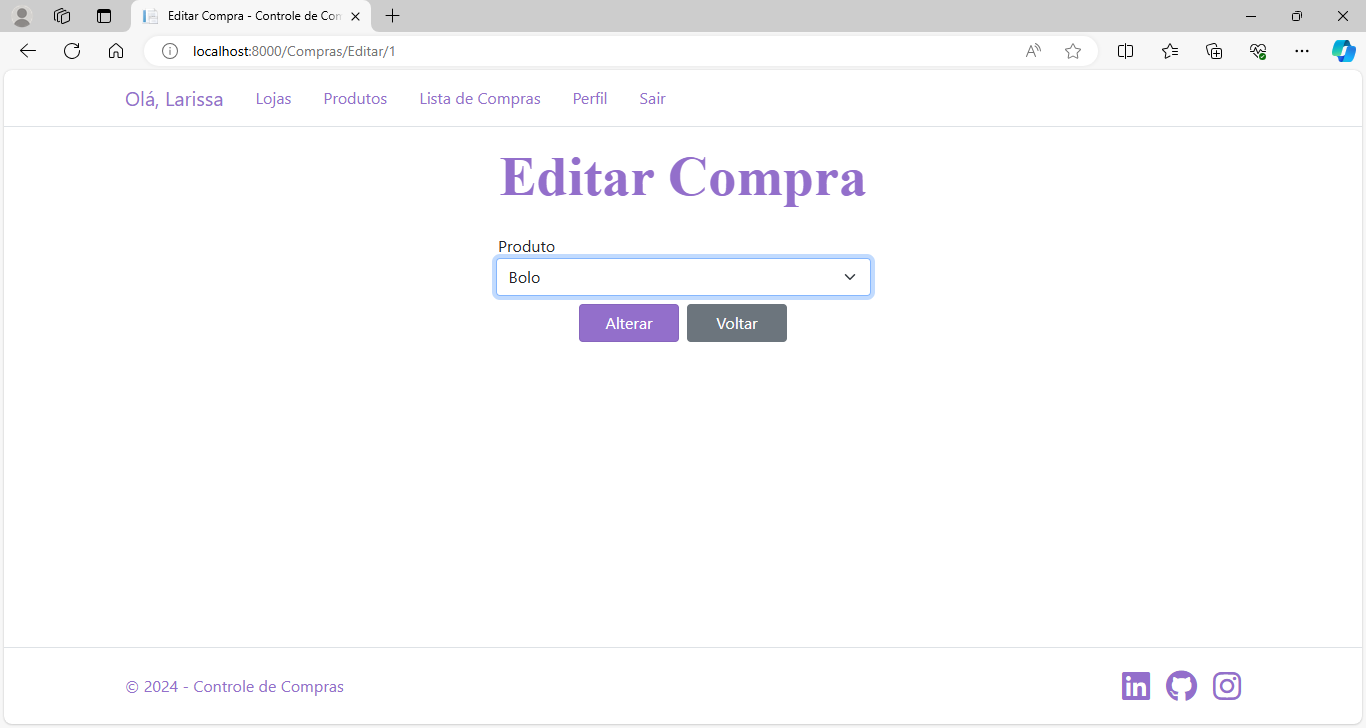 Editar Compra - Controle de Con
localhost:8000/Compras/Editar/1
Olá, Larissa Lojas Produtos Lista de Compras Perfil Sair
Editar Compra
Produto
Bolo
Alterar Voltar
© 2024 - Controle de Compras